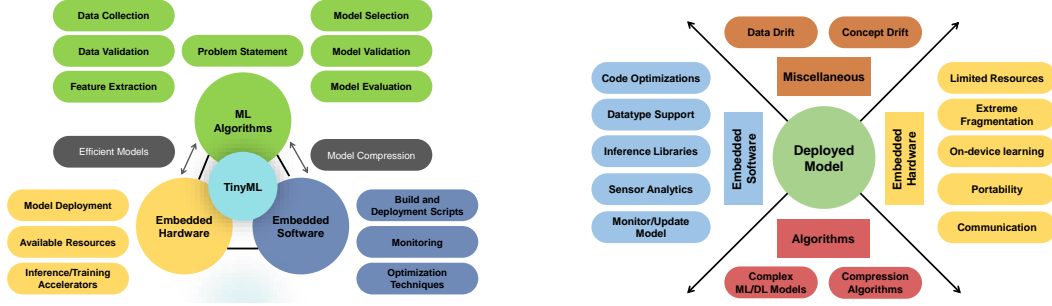 Data Collection
Data Validation
Feature Extraction
Problem Statement
Model Selection
Model Validation
Model Evaluation
ML
Algorithms
Efficient Models
Model Compression
TinyML
Embedded
Hardware
Embedded
Software
Model Deployment
Available Resources
Inference/Training
Accelerators
Build and
Deployment Scripts
Monitoring
Optimization
Techniques
Data Drift
Concept Drift
Miscellaneous
Code Optimizations
Datatype Support
Inference Libraries
Sensor Analytics
Monitor/Update
Model
Embedded
Software
Deployed
Model
Embedded
Hardware
Limited Resources
Extreme
Fragmentation
On-device learning
Portability
Communication
Algorithms
Complex
ML/DL Models
Compression
Algorithms